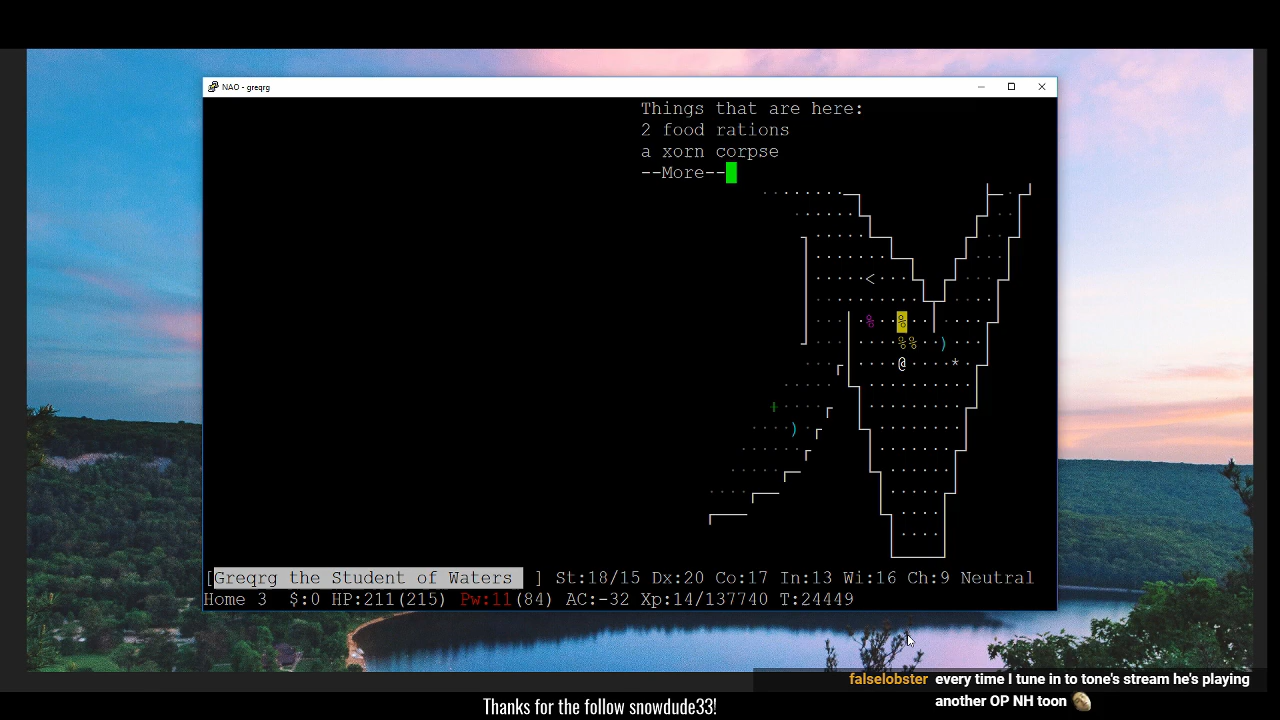 NAO - greqrg
Things that are here:
2 food rations
a xorn corpse
--More--
[Greqrg the Student of Waters ] St:18/15 Dx:20 Co:17 In:13 Wi:16 Ch:9 Neutral
Home 3 $:0 HP:211(215) Pw:11(84) AC:-32 Xp:14/137740 T:24449
falselobster every time I tune in to tone's stream he's playing
another OP NH toon
Thanks for the follow snowdude33!